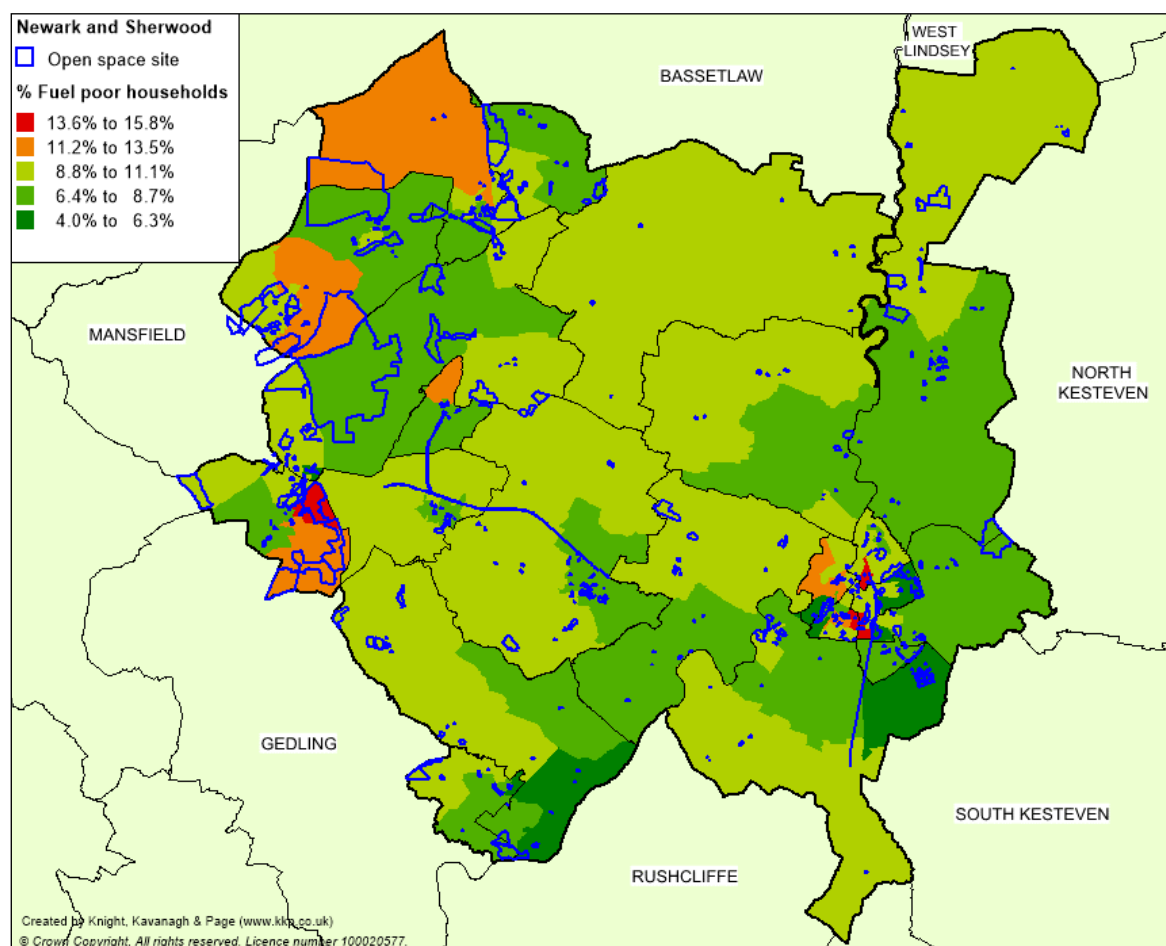 Newark and Sherwood
Open space site
% Fuel poor households
13.6% to 15.8%
11.2% to 13.5%
8.8% to 11.1%
6.4% to 8.7%
4.0% to 6.3%
WEST
LINDSEY
BASSETLAW
MANSFIELD
NORTH
KESTEVEN
GEDLING
SOUTH KESTEVEN
RUSHCLIFFE
Created by Knight, Kavanagh & Page (www.kkp.co.uk)
© Crown Copyright. All rights reserved. Licence number 100020577.